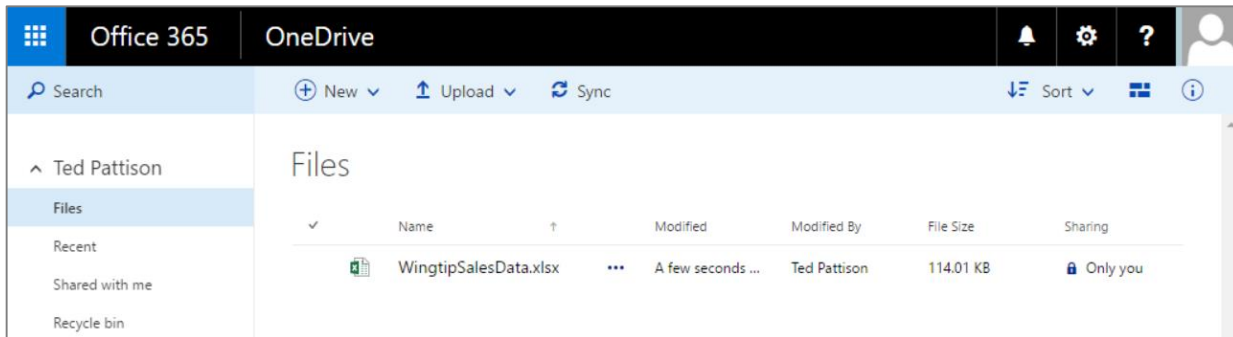 Office 365 OneDrive ?
Search New Upload Sync Sort
Ted Pattison
Files
Recent
Shared with me
Recycle bin
Files
Name Modified Modified By File Size Sharing
WingtipSalesData.xlsx ... A few seconds ... Ted Pattison 114.01 KB Only you